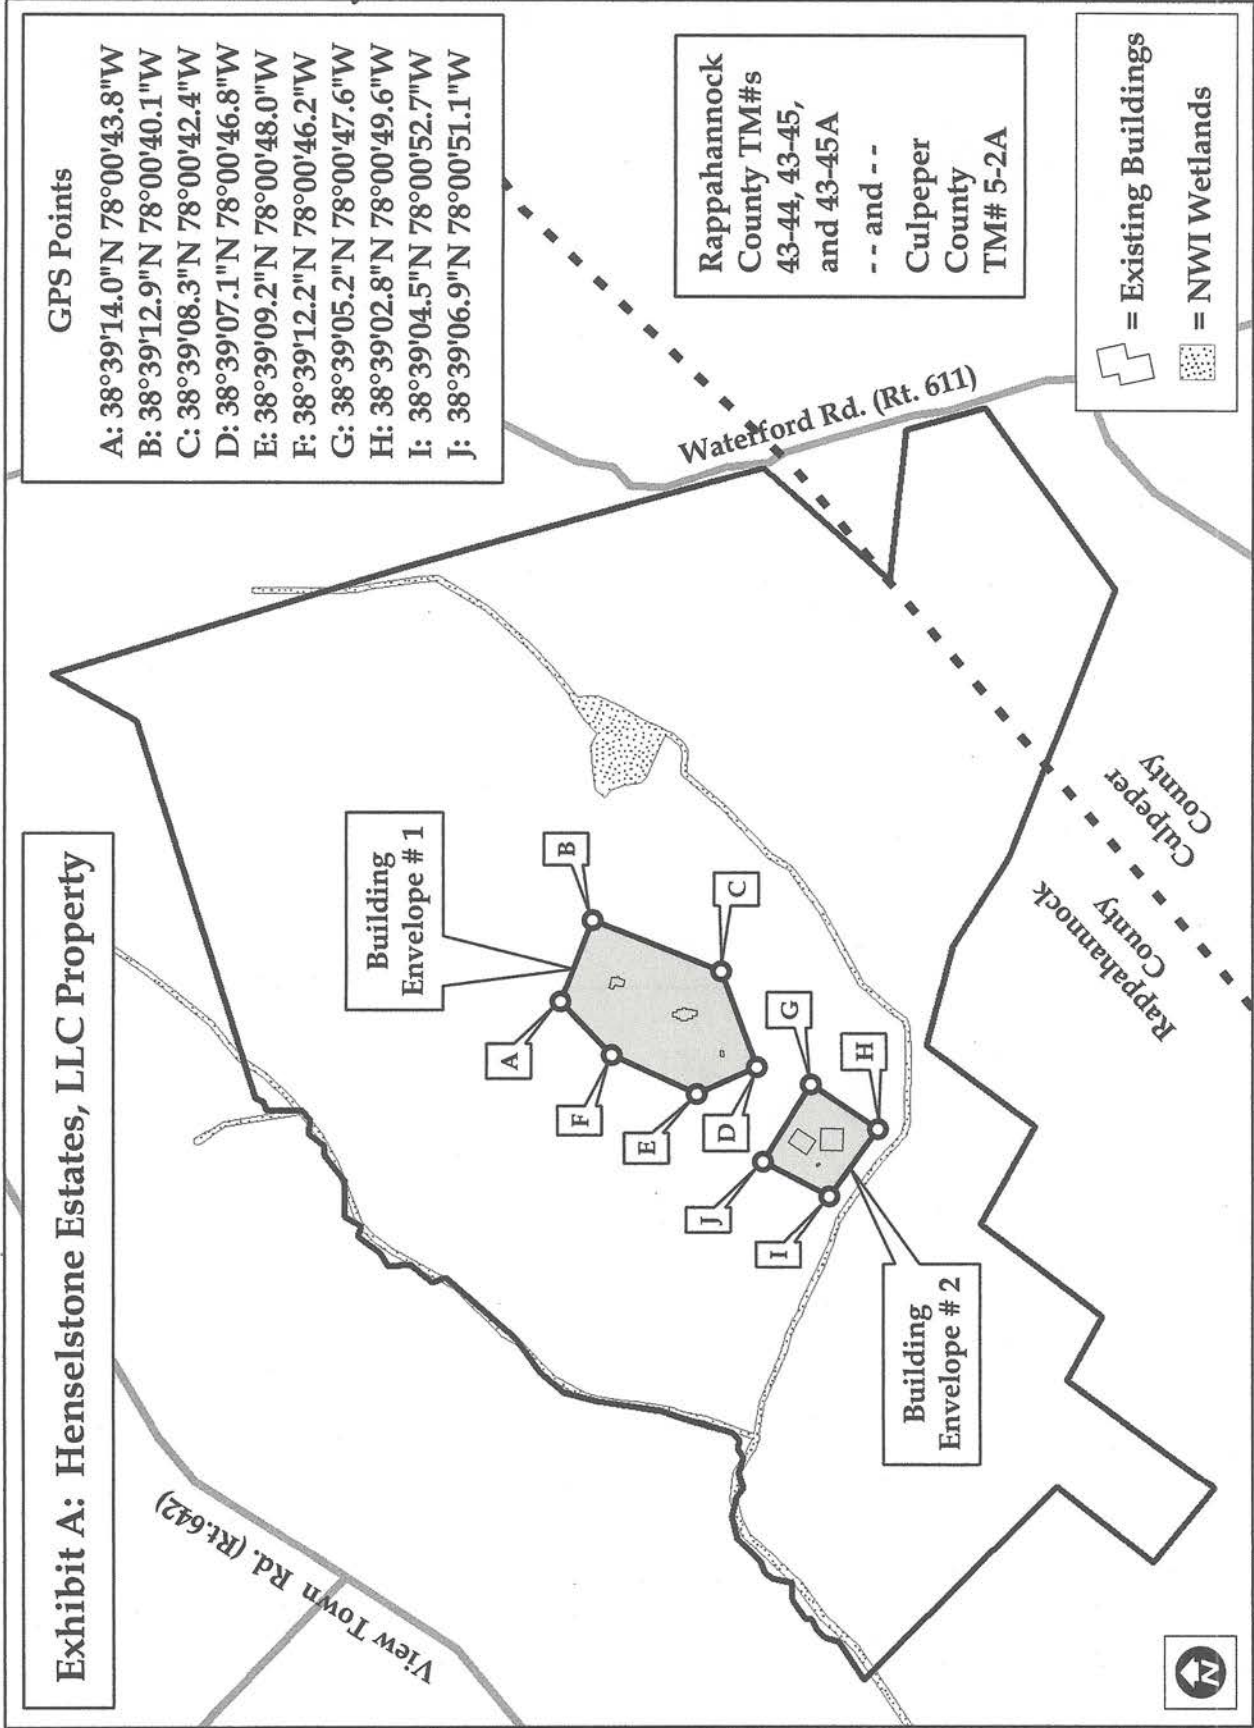 Exhibit A: Henselstone Estates, LLC Property
GPS Points
A: 38°39'14.0"N 78°00'43.8"W
B: 38°39'12.9"N 78°00'40.1"W
C: 38°39'08.3"N 78°00'42.4"W
D: 38°39'07.1"N 78°00'46.8"W
E: 38°39'09.2"N 78°00'48.0"W
F: 38°39'12.2"N 78°00'46.2"W
G: 38°39'05.2"N 78°00'47.6"W
H: 38°39'02.8"N 78°00'49.6"W
I: 38°39'04.5"N 78°00'52.7"W
J: 38°39'06.9"N 78°00'51.1"W
View Town Rd. (Rt.642)
Building
Envelope # 1
A
B
F
E
C
D
G
J
H
I
Building
Envelope # 2
Waterford Rd. (Rt. 611)
Rappahannock
County
Culpeper
County
Rappahannock
County TM#s
43-44, 43-45,
and 43-45A
- - and - -
Culpeper
County
TM# 5-2A
= Existing Buildings
= NWI Wetlands
N